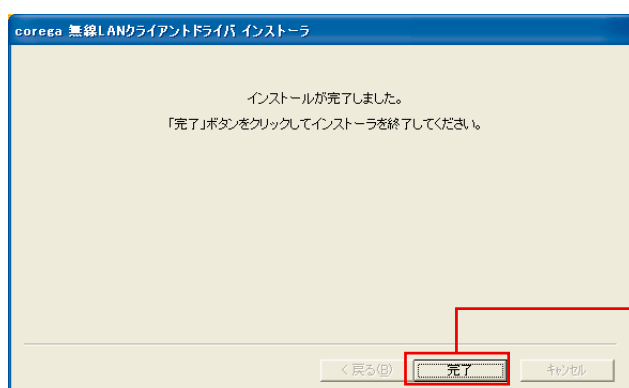 corega 無線LANクライアントドライバ インストーラ
インストールが完了しました。
「完了」ボタンをクリックしてインストーラを終了してください。
< 戻る(B)
完了
キャンセル